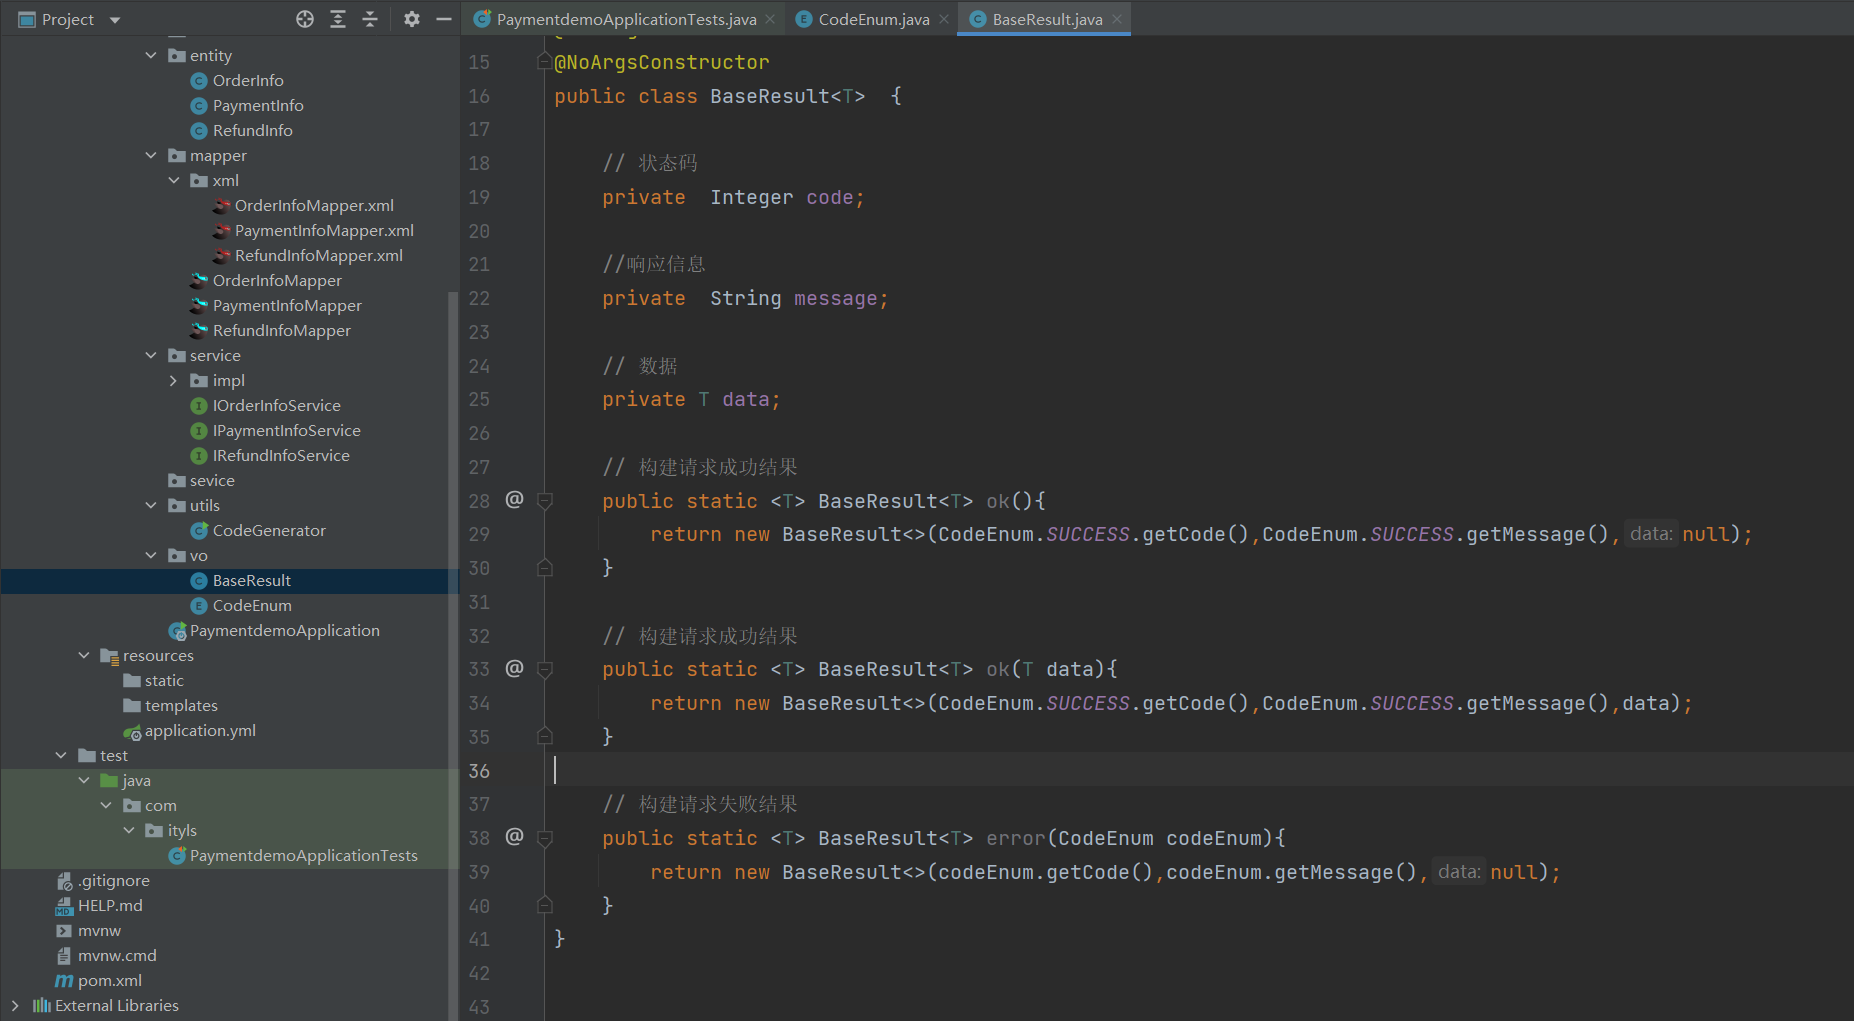 Project
entity
OrderInfo
PaymentInfo
RefundInfo
mapper
xml
OrderInfoMapper.xml
PaymentInfoMapper.xml
RefundInfoMapper.xml
OrderInfoMapper
PaymentInfoMapper
RefundInfoMapper
service
impl
IOrderInfoService
IPaymentInfoService
IRefundInfoService
sevice
utils
CodeGenerator
vo
BaseResult
CodeEnum
PaymentdemoApplication
resources
static
templates
application.yml
test
java
com
ityls
PaymentdemoApplicationTests
.gitignore
HELP.md
mvnw
mvnw.cmd
pom.xml
External Libraries
PaymentdemoApplicationTests.java
CodeEnum.java
BaseResult.java
15 @NoArgsConstructor
16 public class BaseResult<T>  {
17
18 // 状态码
19 private  Integer code;
20
21 //响应信息
22 private  String message;
23
24 // 数据
25 private T data;
26
27 // 构建请求成功结果
28 @ public static <T> BaseResult<T> ok(){
29 return new BaseResult<>(CodeEnum.SUCCESS.getCode(),CodeEnum.SUCCESS.getMessage(), data: null);
30 }
31
32 // 构建请求成功结果
33 @ public static <T> BaseResult<T> ok(T data){
34 return new BaseResult<>(CodeEnum.SUCCESS.getCode(),CodeEnum.SUCCESS.getMessage(),data);
35 }
36
37 // 构建请求失败结果
38 @ public static <T> BaseResult<T> error(CodeEnum codeEnum){
39 return new BaseResult<>(codeEnum.getCode(),codeEnum.getMessage(), data: null);
40 }
41 }
42
43